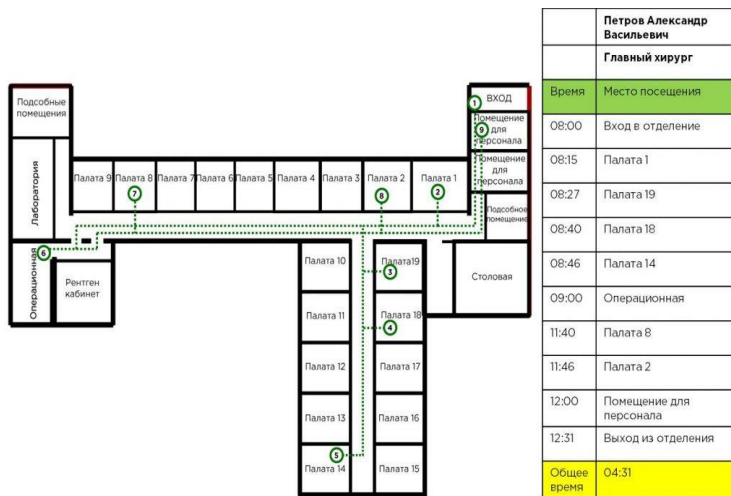 Подсобные
помещения
Лаборатория
Операционная
Рентген
кабинет
Палата 9
Палата 8
Палата 7
Палата 6
Палата 5
Палата 4
Палата 3
Палата 2
Палата 1
ВХОД
Помещение
для
персонала
Помещение
для
персонала
Подсобное
помещение
Столовая
Палата 10
Палата 11
Палата 12
Палата 13
Палата 14
Палата19
Палата 18
Палата 17
Палата 16
Палата 15
1
2
3
4
5
6
7
8
9
Петров Александр
Васильевич
Главный хирург
Время Место посещения
08:00 Вход в отделение
08:15 Палата 1
08:27 Палата 19
08:40 Палата 18
08:46 Палата 14
09:00 Операционная
11:40 Палата 8
11:46 Палата 2
12:00 Помещение для
персонала
12:31 Выход из отделения
Общее 04:31
время